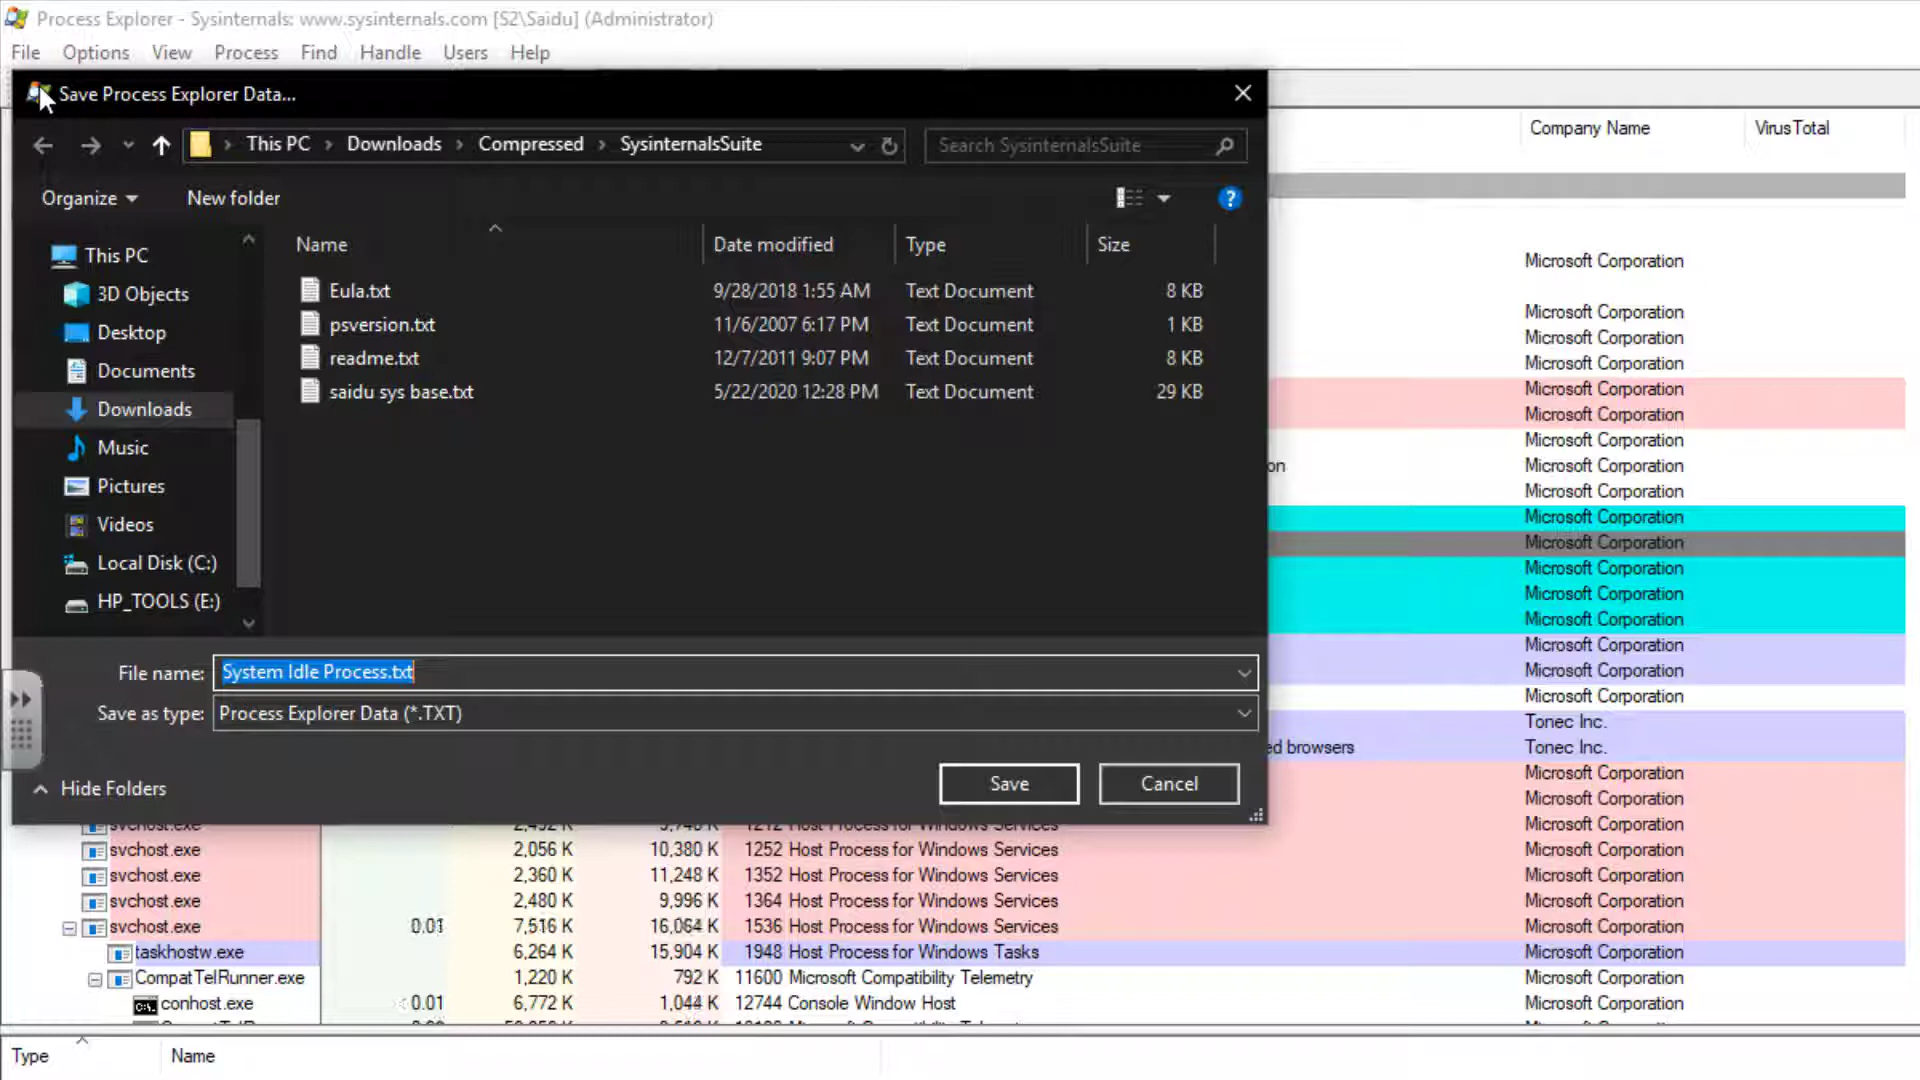 Process Explorer - Sysinternals: www.sysinternals.com [S2\Saidu] (Administrator)
File Options View Process Find Handle Users Help
Save Process Explorer Data...
This PC Downloads Compressed SysinternalsSuite Search SysinternalsSuite
Company Name VirusTotal
Organize New folder
Name Date modified Type Size
This PC
3D Objects
Desktop
Documents
Downloads
Music
Pictures
Videos
Local Disk (C:)
HP_TOOLS (E:)
Eula.txt 9/28/2018 1:55 AM Text Document 8 KB
psversion.txt 11/6/2007 6:17 PM Text Document 1 KB
readme.txt 12/7/2011 9:07 PM Text Document 8 KB
saidu sys base.txt 5/22/2020 12:28 PM Text Document 29 KB
File name: System Idle Process.txt
Save as type: Process Explorer Data (*.TXT)
Hide Folders Save Cancel
Microsoft Corporation
Microsoft Corporation
Microsoft Corporation
Microsoft Corporation
Microsoft Corporation
Microsoft Corporation
Microsoft Corporation
on Microsoft Corporation
Microsoft Corporation
Microsoft Corporation
Microsoft Corporation
Microsoft Corporation
Microsoft Corporation
Microsoft Corporation
Microsoft Corporation
Microsoft Corporation
Microsoft Corporation
Tonec Inc.
ed browsers Tonec Inc.
Microsoft Corporation
Microsoft Corporation
svchost.exe 1212 Host Process for Windows Services Microsoft Corporation
svchost.exe 2,056 K 10,380 K 1252 Host Process for Windows Services Microsoft Corporation
svchost.exe 2,360 K 11,248 K 1352 Host Process for Windows Services Microsoft Corporation
svchost.exe 2,480 K 9,996 K 1364 Host Process for Windows Services Microsoft Corporation
svchost.exe 0.01 7,516 K 16,064 K 1536 Host Process for Windows Services Microsoft Corporation
taskhostw.exe 6,264 K 15,904 K 1948 Host Process for Windows Tasks Microsoft Corporation
CompatTelRunner.exe 1,220 K 792 K 11600 Microsoft Compatibility Telemetry Microsoft Corporation
conhost.exe < 0.01 6,772 K 1,044 K 12744 Console Window Host Microsoft Corporation
Type Name